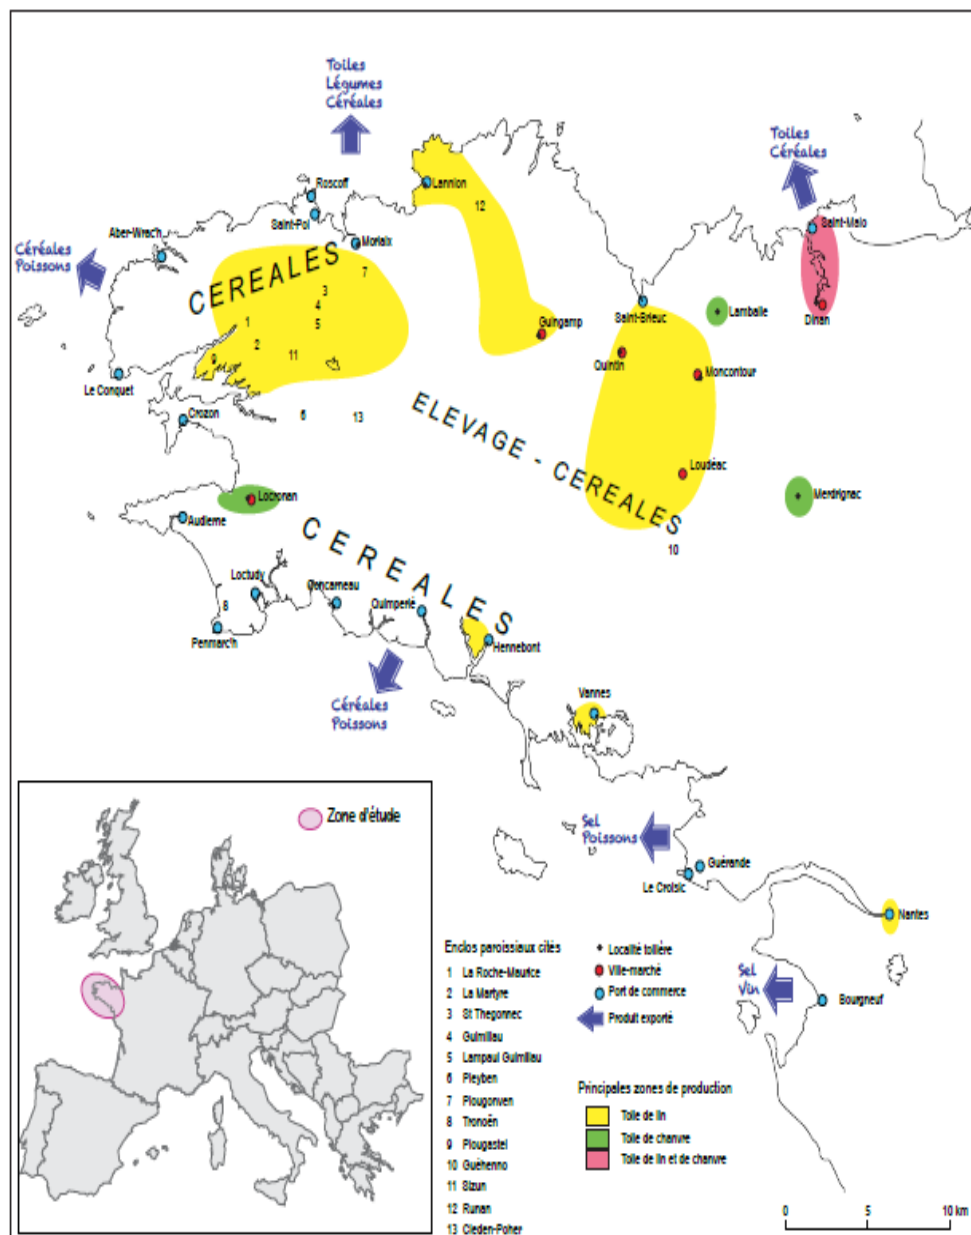 Toiles
Légumes
Céréales
Toiles
Céréales
Roscoff
Lannion
Saint-Pol
12
Saint-Malo
Aber-Wrac'h
Morlaix
Céréales
Poissons
CEREALES
7
3
4
5
1
2
11
9
Guingamp
Saint-Brieuc
Lamballe
Dinan
Quintin
Moncontour
Le Conquet
Crozon
6
13
ELEVAGE - CEREALES
Loudéac
Locronan
Merdrignac
Audierne
CEREALES
10
Loctudy
Concarneau
Quimperlé
8
Penmarc'h
Hennebont
Céréales
Poissons
Vannes
Zone d'étude
Sel
Poissons
Guérande
Le Croisic
Nantes
Sel
Vin
Bourgneuf
Enclos paroissiaux cités
1 La Roche-Maurice
2 La Martyre
3 St Thegonnec
4 Guimiliau
5 Lampaul Guimiliau
6 Pleyben
7 Plougonven
8 Tronoën
9 Plougastel
10 Guéhenno
11 Sizun
12 Runan
13 Cleden-Poher
Localité toilière
Ville-marché
Port de commerce
Produit exporté
Principales zones de production
Toile de lin
Toile de chanvre
Toile de lin et de chanvre
0 5 10 km